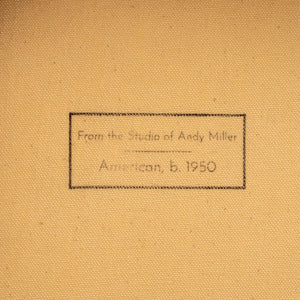 From the Studio of Andy Miller
American, b. 1950